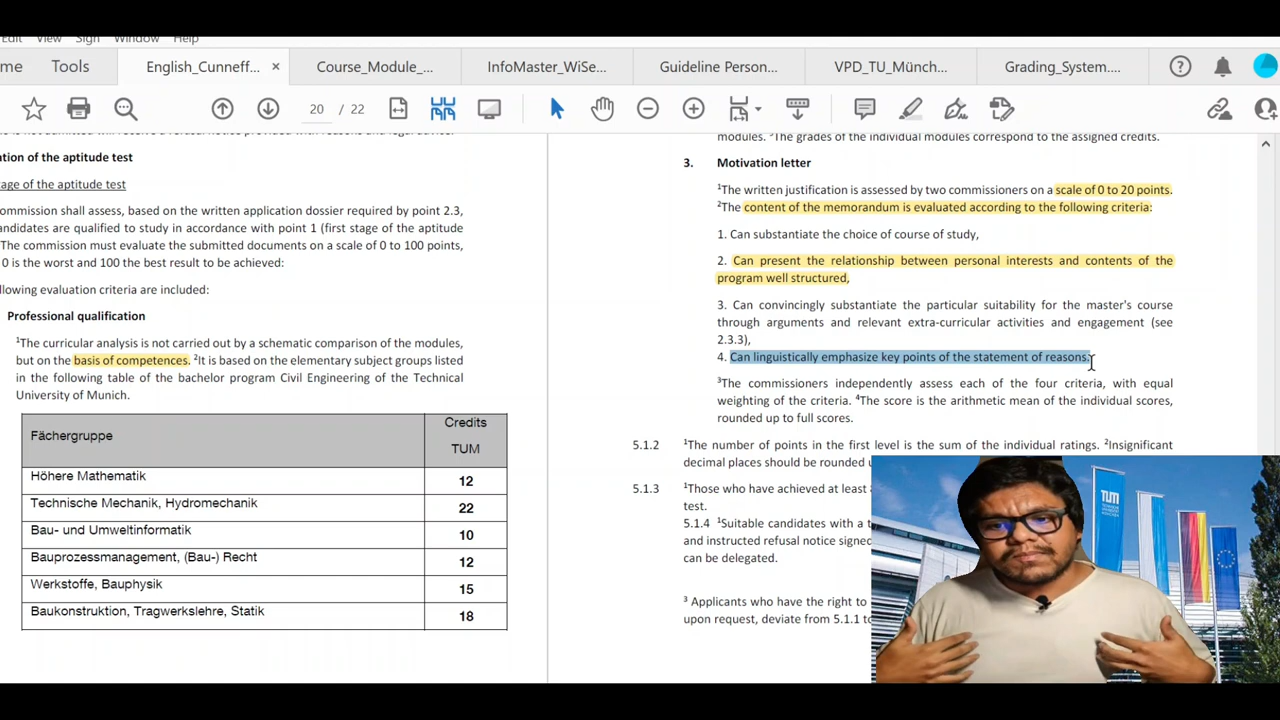 Edit View Sign Window Help
me Tools English_Cunneff... × Course_Module_... InfoMaster_WiSe... Guideline Person... VPD_TU_Münch... Grading_System....
20 / 22
ntion of the aptitude test
tage of the aptitude test
ommission shall assess, based on the written application dossier required by point 2.3,
andidates are qualified to study in accordance with point 1 (first stage of the aptitude
The commission must evaluate the submitted documents on a scale of 0 to 100 points,
0 is the worst and 100 the best result to be achieved:
llowing evaluation criteria are included:
Professional qualification
¹The curricular analysis is not carried out by a schematic comparison of the modules,
but on the basis of competences. ²It is based on the elementary subject groups listed
in the following table of the bachelor program Civil Engineering of the Technical
University of Munich.
Fächergruppe Credits
TUM
Höhere Mathematik 12
Technische Mechanik, Hydromechanik 22
Bau- und Umweltinformatik 10
Bauprozessmanagement, (Bau-) Recht 12
Werkstoffe, Bauphysik 15
Baukonstruktion, Tragwerkslehre, Statik 18
modules. ³The grades of the individual modules correspond to the assigned credits.
3. Motivation letter
¹The written justification is assessed by two commissioners on a scale of 0 to 20 points.
²The content of the memorandum is evaluated according to the following criteria:
1. Can substantiate the choice of course of study,
2. Can present the relationship between personal interests and contents of the
program well structured,
3. Can convincingly substantiate the particular suitability for the master's course
through arguments and relevant extra-curricular activities and engagement (see
2.3.3),
4. Can linguistically emphasize key points of the statement of reasons.
³The commissioners independently assess each of the four criteria, with equal
weighting of the criteria. ⁴The score is the arithmetic mean of the individual scores,
rounded up to full scores.
5.1.2 ¹The number of points in the first level is the sum of the individual ratings. ²Insignificant
decimal places should be rounded u
5.1.3 ¹Those who have achieved at least
test.
5.1.4 ¹Suitable candidates with a t
and instructed refusal notice signed
can be delegated.
³ Applicants who have the right to
upon request, deviate from 5.1.1 to
TUM